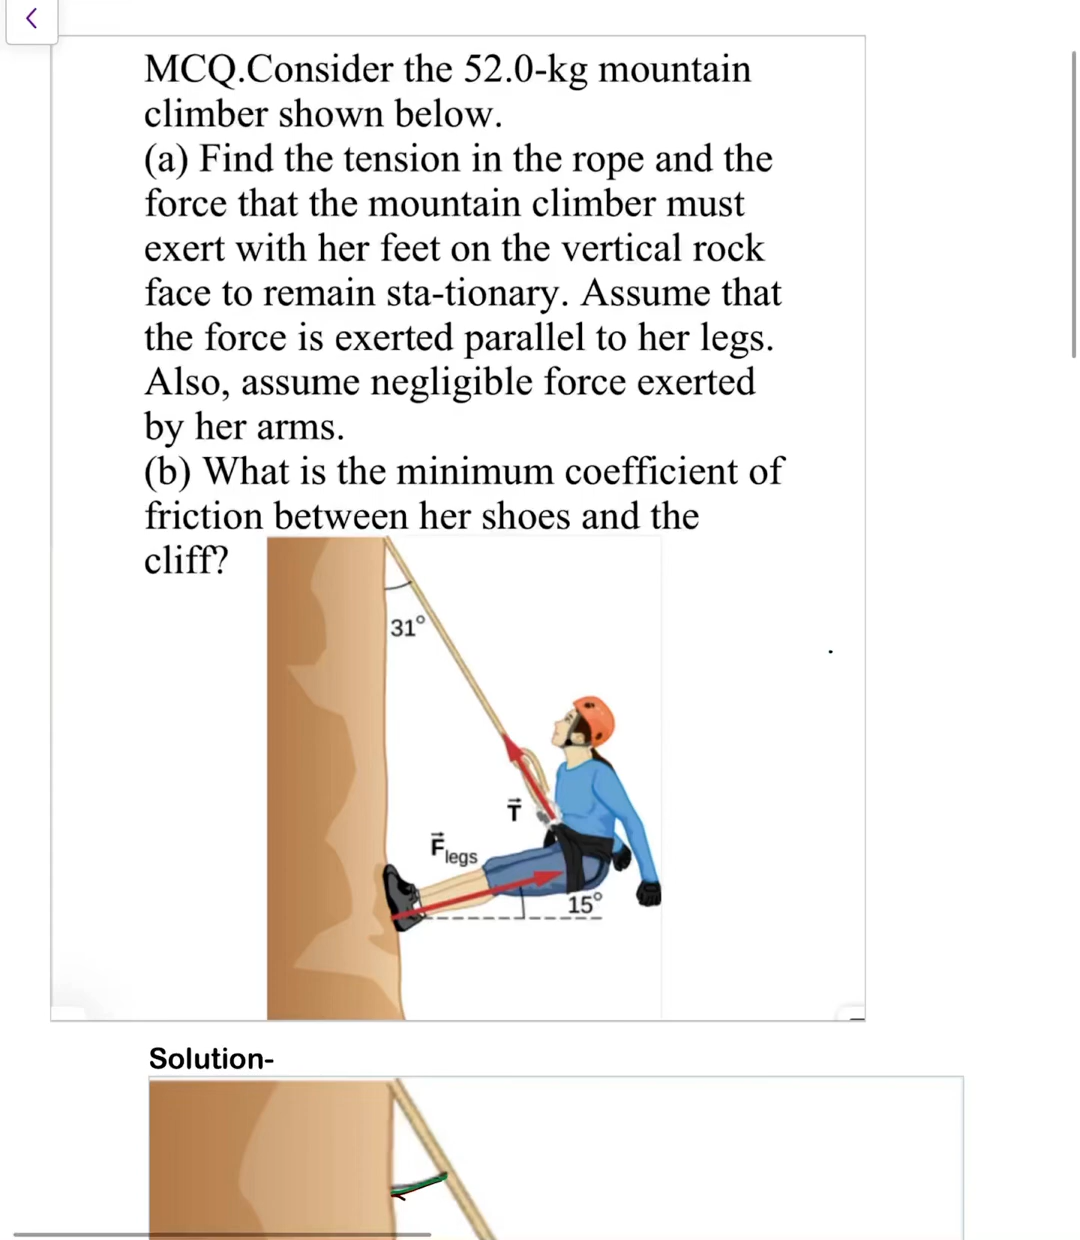 MCQ.Consider the 52.0-kg mountain
climber shown below.
(a) Find the tension in the rope and the
force that the mountain climber must
exert with her feet on the vertical rock
face to remain sta-tionary. Assume that
the force is exerted parallel to her legs.
Also, assume negligible force exerted
by her arms.
(b) What is the minimum coefficient of
friction between her shoes and the
cliff?
31°
T
F legs
15°
Solution-